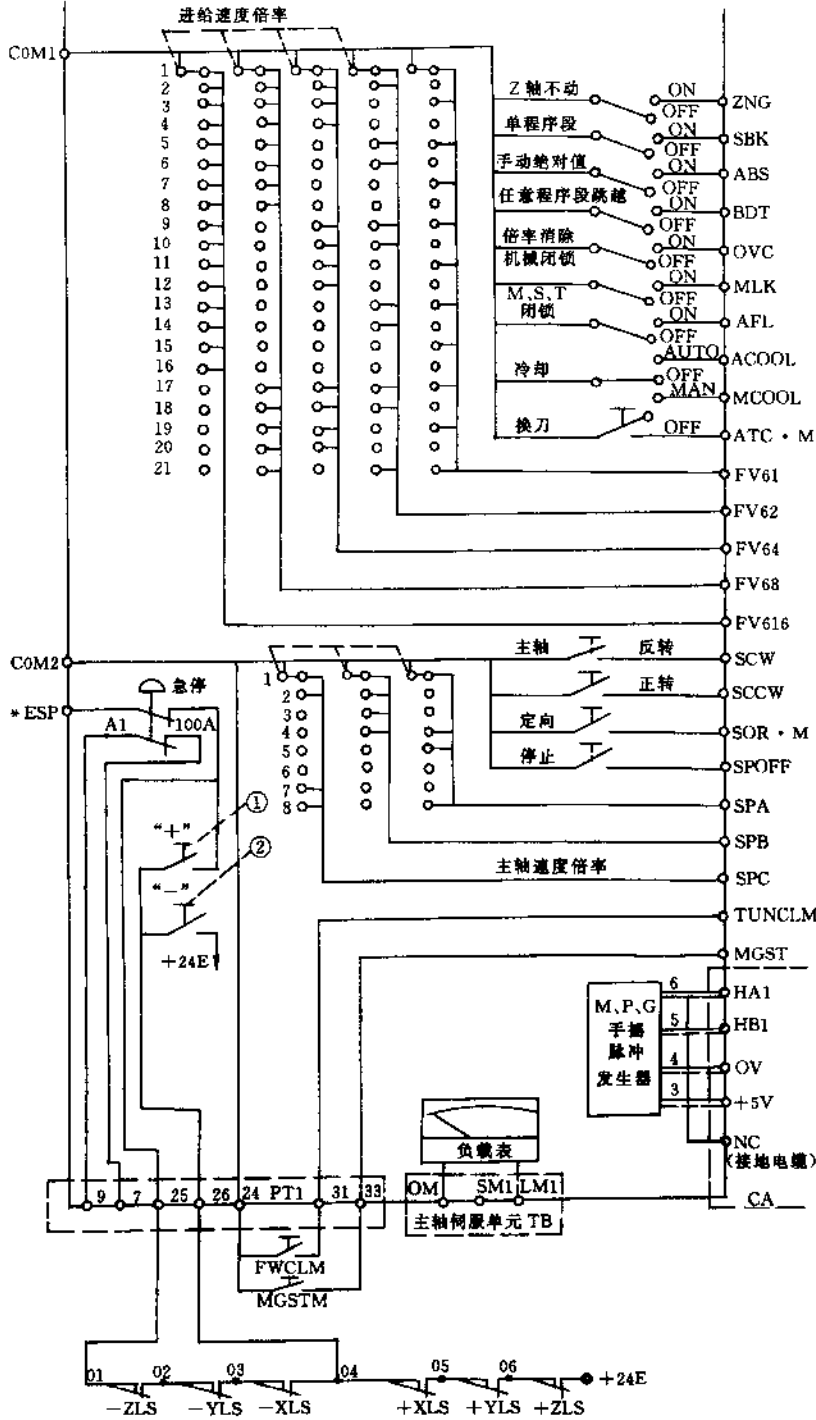 进给速度倍率
COM1
1
2
3
4
5
6
7
8
9
10
11
12
13
14
15
16
17
18
19
20
21
Z轴不动 ON OFF ZNG
单程序段 ON OFF SBK
手动绝对值 ON OFF ABS
任意程序段跳越 ON OFF BDT
倍率消除 ON OFF OVC
机械闭锁 ON OFF MLK
M、S、T
闭锁 ON OFF AFL
AUTO ACOOL
冷却 OFF
MAN MCOOL
换刀 OFF ATC·M
FV61
FV62
FV64
FV68
FV616
COM2
主轴 反转 SCW
急停
正转 SCCW
*ESP
A1 100A
定向 SOR·M
停止 SPOFF
1
2
3
4
5
6
7
8
SPA
"+" ①
SPB
"−" ②
主轴速度倍率 SPC
+24E
TUNCLM
MGST
M、P、G
手摇
脉冲
发生器
6 HA1
5 HB1
4 OV
3 +5V
NC
(接地电缆)
CA
负载表
OM SM1 LM1
主轴伺服单元 TB
9 7 25 26 24 PT1 31 33
FWCLM
MGSTM
01 02 03 04 05 06 +24E
-ZLS -YLS -XLS +XLS +YLS +ZLS